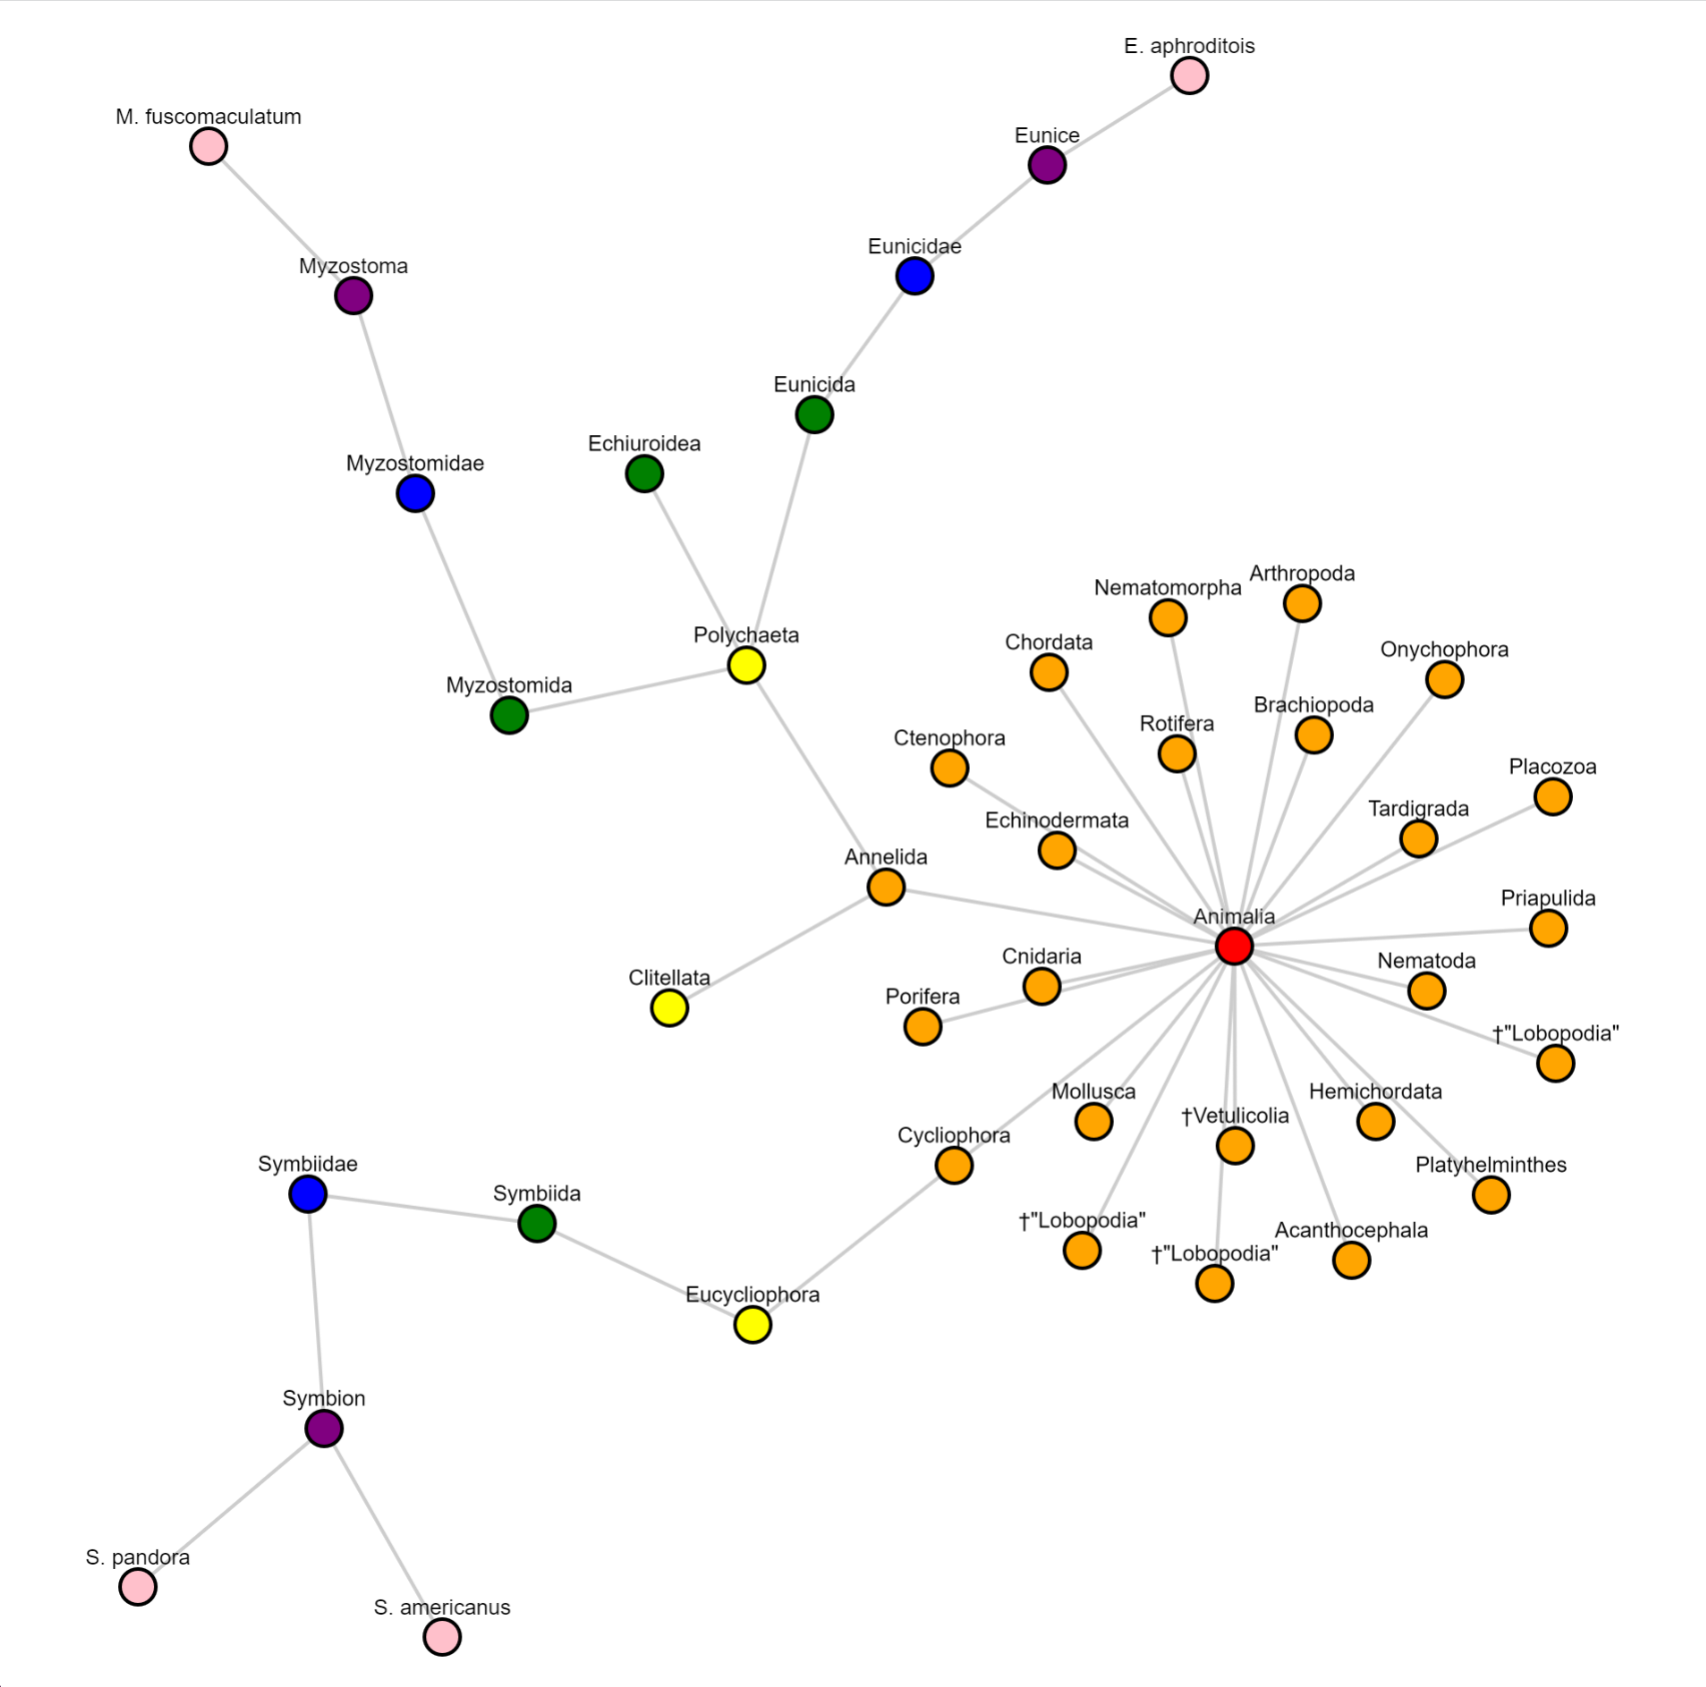 E. aphroditois
M. fuscomaculatum
Eunice
Eunicidae
Myzostoma
Eunicida
Echiuroidea
Myzostomidae
Arthropoda
Nematomorpha
Polychaeta
Chordata
Onychophora
Myzostomida
Brachiopoda
Rotifera
Ctenophora
Placozoa
Tardigrada
Echinodermata
Annelida
Priapulida
Animalia
Cnidaria
Nematoda
Clitellata
Porifera
†"Lobopodia"
Mollusca
Hemichordata
†Vetulicolia
Cycliophora
Symbiidae
Platyhelminthes
Symbiida
†"Lobopodia"
Acanthocephala
†"Lobopodia"
Eucycliophora
Symbion
S. pandora
S. americanus